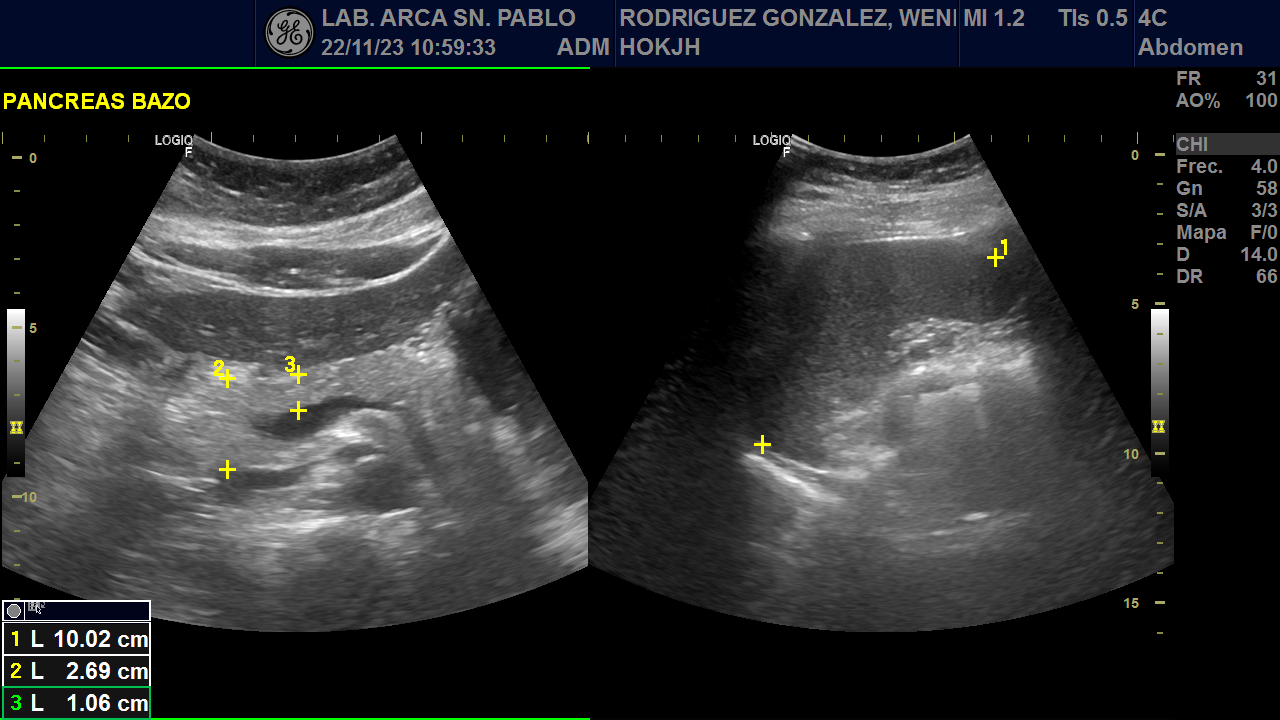 LAB. ARCA SN. PABLO
22/11/23 10:59:33 ADM
RODRIGUEZ GONZALEZ, WENI
HOKJH
MI 1.2 TIs 0.5
4C
Abdomen
FR 31
AO% 100
CHI
Frec. 4.0
Gn 58
S/A 3/3
Mapa F/0
D 14.0
DR 66
PANCREAS BAZO
LOGIQ
F
0
5
10
2
3
LOGIQ
F
0
5
10
15
1
1 L 10.02 cm
2 L 2.69 cm
3 L 1.06 cm